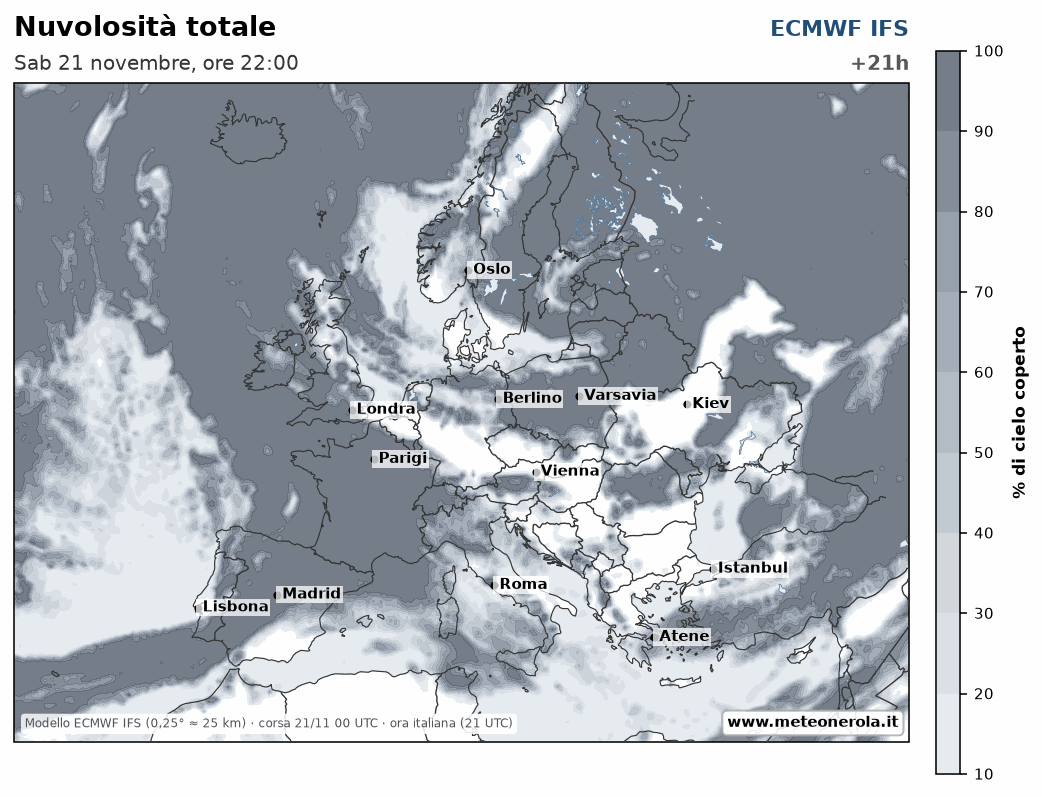 Nuvolosità totale
ECMWF IFS
Sab 21 novembre, ore 22:00
+21h
Oslo
Londra
Berlino
Varsavia
Kiev
Parigi
Vienna
Istanbul
Roma
Madrid
Lisbona
Atene
Modello ECMWF IFS (0,25° ≈ 25 km) · corsa 21/11 00 UTC · ora italiana (21 UTC)
www.meteonerola.it
100
90
80
70
60
50
40
30
20
10
% di cielo coperto